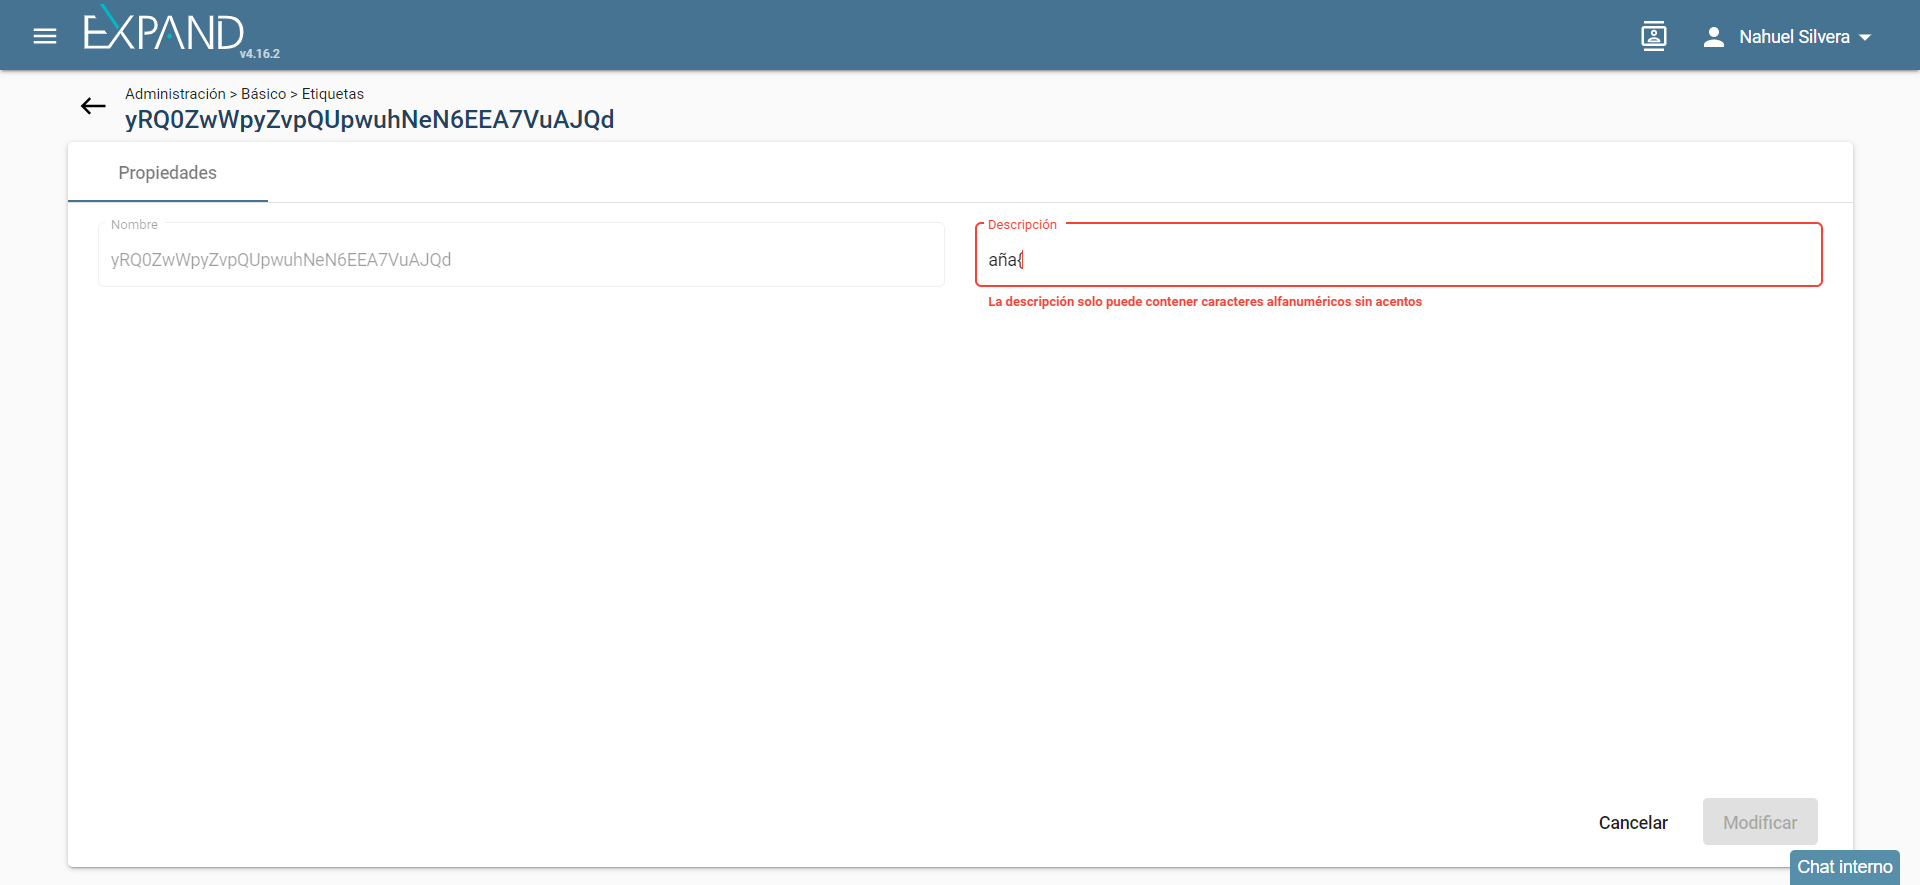 EXPAND
v4.16.2
Nahuel Silvera
Administración > Básico > Etiquetas
yRQ0ZwWpyZvpQUpwuhNeN6EEA7VuAJQd
Propiedades
Nombre
yRQ0ZwWpyZvpQUpwuhNeN6EEA7VuAJQd
Descripción
aña{
La descripción solo puede contener caracteres alfanuméricos sin acentos
Cancelar
Modificar
Chat interno